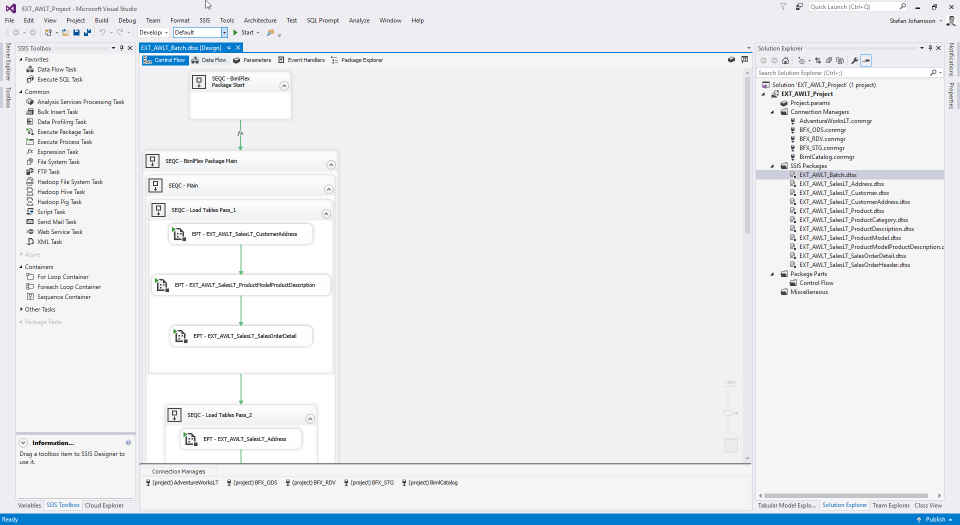 EXT_AWLT_Project - Microsoft Visual Studio
Quick Launch (Ctrl+Q)
File Edit View Project Build Debug Team Format SSIS Tools Architecture Test SQL Prompt Analyze Window Help
Stefan Johansson
Develop Default Start
Server Explorer
Toolbox
SSIS Toolbox
Favorites
Data Flow Task
Execute SQL Task
Common
Analysis Services Processing Task
Bulk Insert Task
Data Profiling Task
Execute Package Task
Execute Process Task
Expression Task
File System Task
FTP Task
Hadoop File System Task
Hadoop Hive Task
Hadoop Pig Task
Script Task
Send Mail Task
Web Service Task
XML Task
Azure
Containers
For Loop Container
Foreach Loop Container
Sequence Container
Other Tasks
Package Parts
Information...
Drag a toolbox item to SSIS Designer to
use it.
Variables SSIS Toolbox Cloud Explorer
EXT_AWLT_Batch.dtsx [Design]
Control Flow Data Flow Parameters Event Handlers Package Explorer
SEQC - BimlFlex
Package Start
fx
SEQC - BimlFlex Package Main
SEQC - Main
SEQC - Load Tables Pass_1
EPT - EXT_AWLT_SalesLT_CustomerAddress
EPT - EXT_AWLT_SalesLT_ProductModelProductDescription
EPT - EXT_AWLT_SalesLT_SalesOrderDetail
SEQC - Load Tables Pass_2
EPT - EXT_AWLT_SalesLT_Address
100%
Connection Managers
(project) AdventureWorksLT (project) BFX_ODS (project) BFX_RDV (project) BFX_STG (project) BimlCatalog
Solution Explorer
Search Solution Explorer (Ctrl+;)
Solution 'EXT_AWLT_Project' (1 project)
EXT_AWLT_Project
Project.params
Connection Managers
AdventureWorksLT.conmgr
BFX_ODS.conmgr
BFX_RDV.conmgr
BFX_STG.conmgr
BimlCatalog.conmgr
SSIS Packages
EXT_AWLT_Batch.dtsx
EXT_AWLT_SalesLT_Address.dtsx
EXT_AWLT_SalesLT_Customer.dtsx
EXT_AWLT_SalesLT_CustomerAddress.dtsx
EXT_AWLT_SalesLT_Product.dtsx
EXT_AWLT_SalesLT_ProductCategory.dtsx
EXT_AWLT_SalesLT_ProductDescription.dtsx
EXT_AWLT_SalesLT_ProductModel.dtsx
EXT_AWLT_SalesLT_ProductModelProductDescription.d
EXT_AWLT_SalesLT_SalesOrderDetail.dtsx
EXT_AWLT_SalesLT_SalesOrderHeader.dtsx
Package Parts
Control Flow
Miscellaneous
Tabular Model Explo... Solution Explorer Team Explorer Class View
Notifications
Properties
Ready
Publish